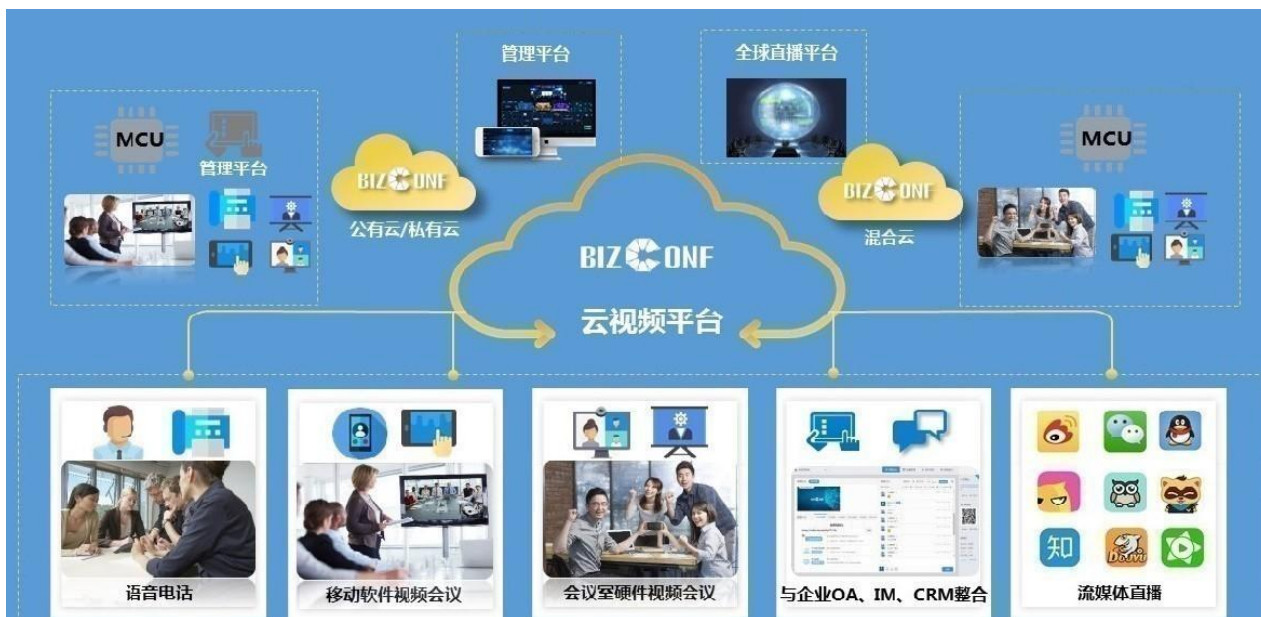 管理平台
全球直播平台
MCU
管理平台
BIZCONF
公有云/私有云
BIZCONF
混合云
MCU
BIZCONF
云视频平台
语音电话
移动软件视频会议
会议室硬件视频会议
与企业OA、IM、CRM整合
知
DOUYU
流媒体直播